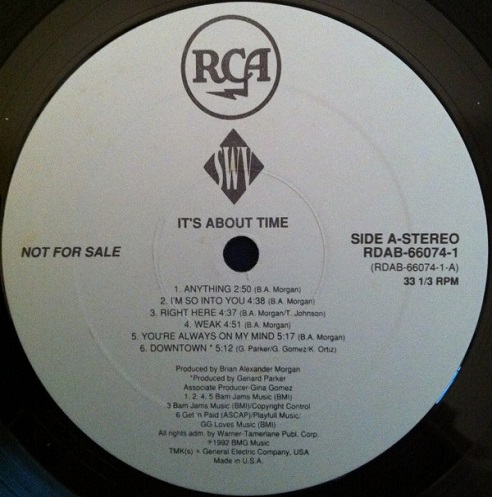 RCA
SWV
IT'S ABOUT TIME
NOT FOR SALE
SIDE A-STEREO
RDAB-66074-1
(RDAB-66074-1-A)
33 1/3 RPM
1. ANYTHING 2:50 (B.A. Morgan)
2. I'M SO INTO YOU 4:38 (B.A. Morgan)
3. RIGHT HERE 4:37 (B.A. Morgan/T. Johnson)
4. WEAK 4:51 (B.A. Morgan)
5. YOU'RE ALWAYS ON MY MIND 5:17 (B.A. Morgan)
6. DOWNTOWN * 5:12 (G. Parker/G. Gomez/K. Ortiz)
Produced by Brian Alexander Morgan
*Produced by Genard Parker
Associate Producer-Gina Gomez
1, 2, 4, 5 Bam Jams Music (BMI)
3 Bam Jams Music (BMI)/Copyright Control
6 Get 'n Paid (ASCAP)/Playfull Music;
GG Loves Music (BMI)
All rights adm. by Warner-Tamerlane Publ. Corp.
℗1992 BMG Music
TMK(s) ® General Electric Company, USA
Made in U.S.A.